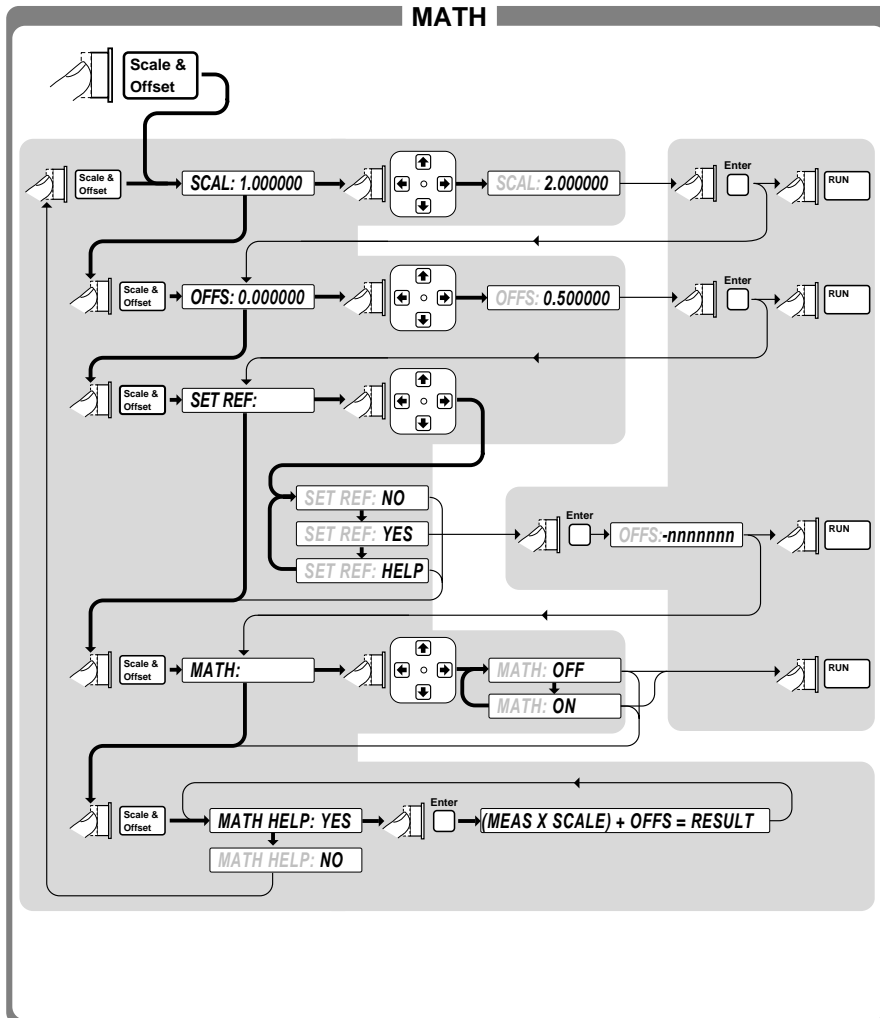 MATH
Scale &
Offset
Scale &
Offset
SCAL: 1.000000
SCAL: 2.000000
Enter
RUN
Scale &
Offset
OFFS: 0.000000
OFFS: 0.500000
Enter
RUN
Scale &
Offset
SET REF:
SET REF: NO
SET REF: YES
SET REF: HELP
Enter
OFFS:-nnnnnnn
RUN
Scale &
Offset
MATH:
MATH: OFF
MATH: ON
RUN
Scale &
Offset
MATH HELP: YES
Enter
(MEAS X SCALE) + OFFS = RESULT
MATH HELP: NO